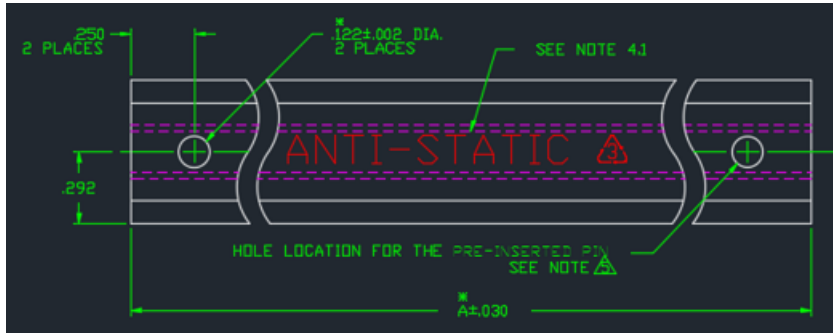 .250
2 PLACES
*
.122±.002 DIA.
2 PLACES
SEE NOTE 4.1
ANTI-STATIC 3
.292
HOLE LOCATION FOR THE PRE-INSERTED PIN
SEE NOTE 5
*
A±.030